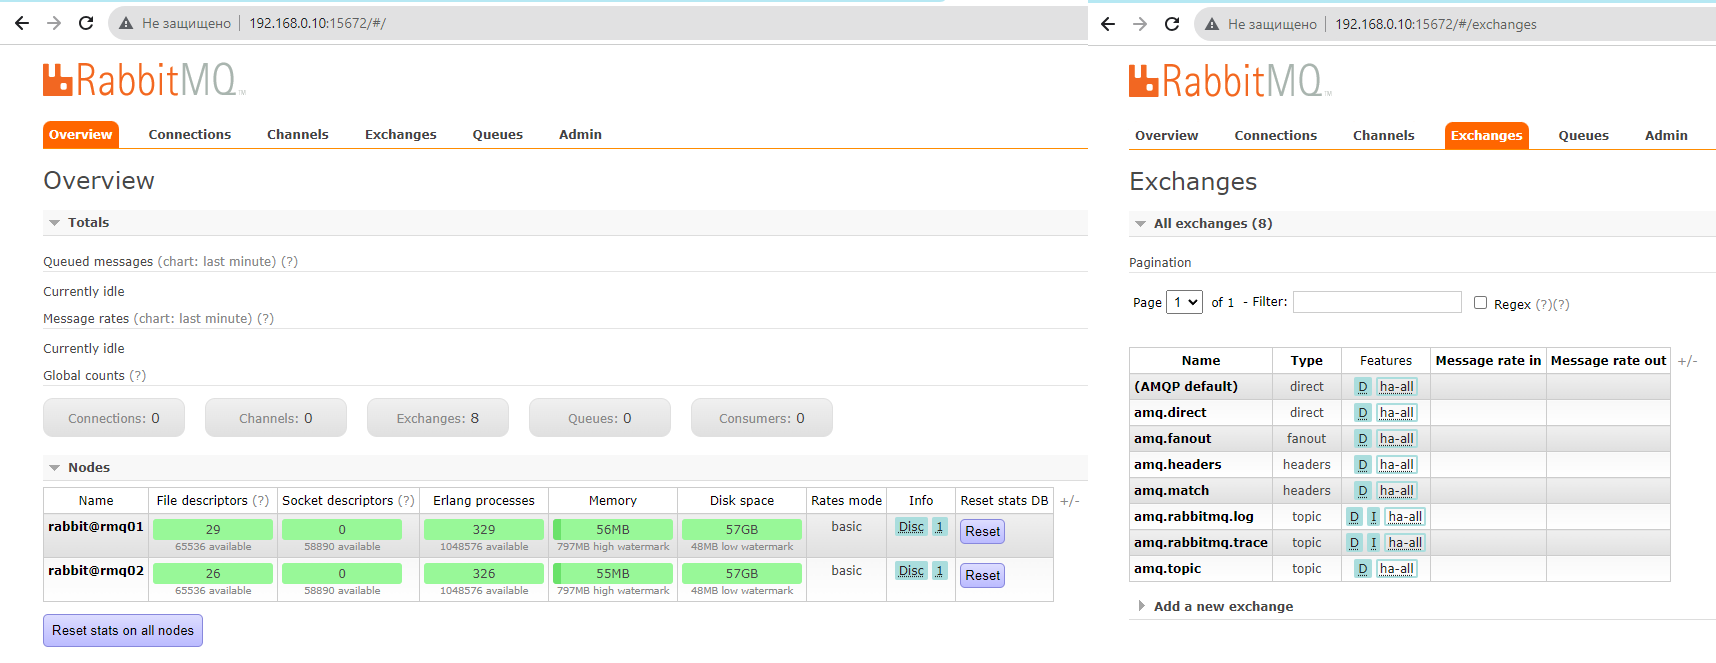 Не защищено 192.168.0.10:15672/#/
RabbitMQ TM
Overview Connections Channels Exchanges Queues Admin
Overview
Totals
Queued messages (chart: last minute) (?)
Currently idle
Message rates (chart: last minute) (?)
Currently idle
Global counts (?)
Connections: 0 Channels: 0 Exchanges: 8 Queues: 0 Consumers: 0
Nodes
Name File descriptors (?) Socket descriptors (?) Erlang processes Memory Disk space Rates mode Info Reset stats DB +/-
rabbit@rmq01 29 0 329 56MB 57GB basic Disc 1 Reset
65536 available 58890 available 1048576 available 797MB high watermark 48MB low watermark
rabbit@rmq02 26 0 326 55MB 57GB basic Disc 1 Reset
65536 available 58890 available 1048576 available 797MB high watermark 48MB low watermark
Reset stats on all nodes
Не защищено 192.168.0.10:15672/#/exchanges
RabbitMQ TM
Overview Connections Channels Exchanges Queues Admin
Exchanges
All exchanges (8)
Pagination
Page 1 of 1 - Filter: Regex (?)(?)
Name Type Features Message rate in Message rate out +/-
(AMQP default) direct D ha-all
amq.direct direct D ha-all
amq.fanout fanout D ha-all
amq.headers headers D ha-all
amq.match headers D ha-all
amq.rabbitmq.log topic D I ha-all
amq.rabbitmq.trace topic D I ha-all
amq.topic topic D ha-all
Add a new exchange